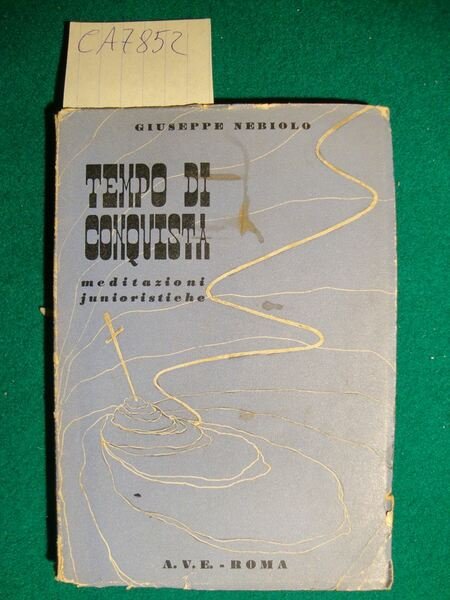 CA7852
GIUSEPPE NEBIOLO
TEMPO DI
CONQUISTA
meditazioni
junioristiche
A. V. E. - ROMA